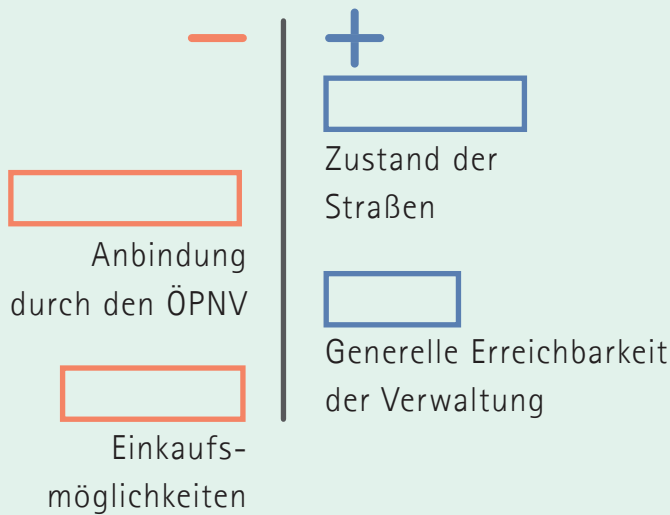 − +
Zustand der
Straßen
Anbindung
durch den ÖPNV
Generelle Erreichbarkeit
der Verwaltung
Einkaufs-
möglichkeiten